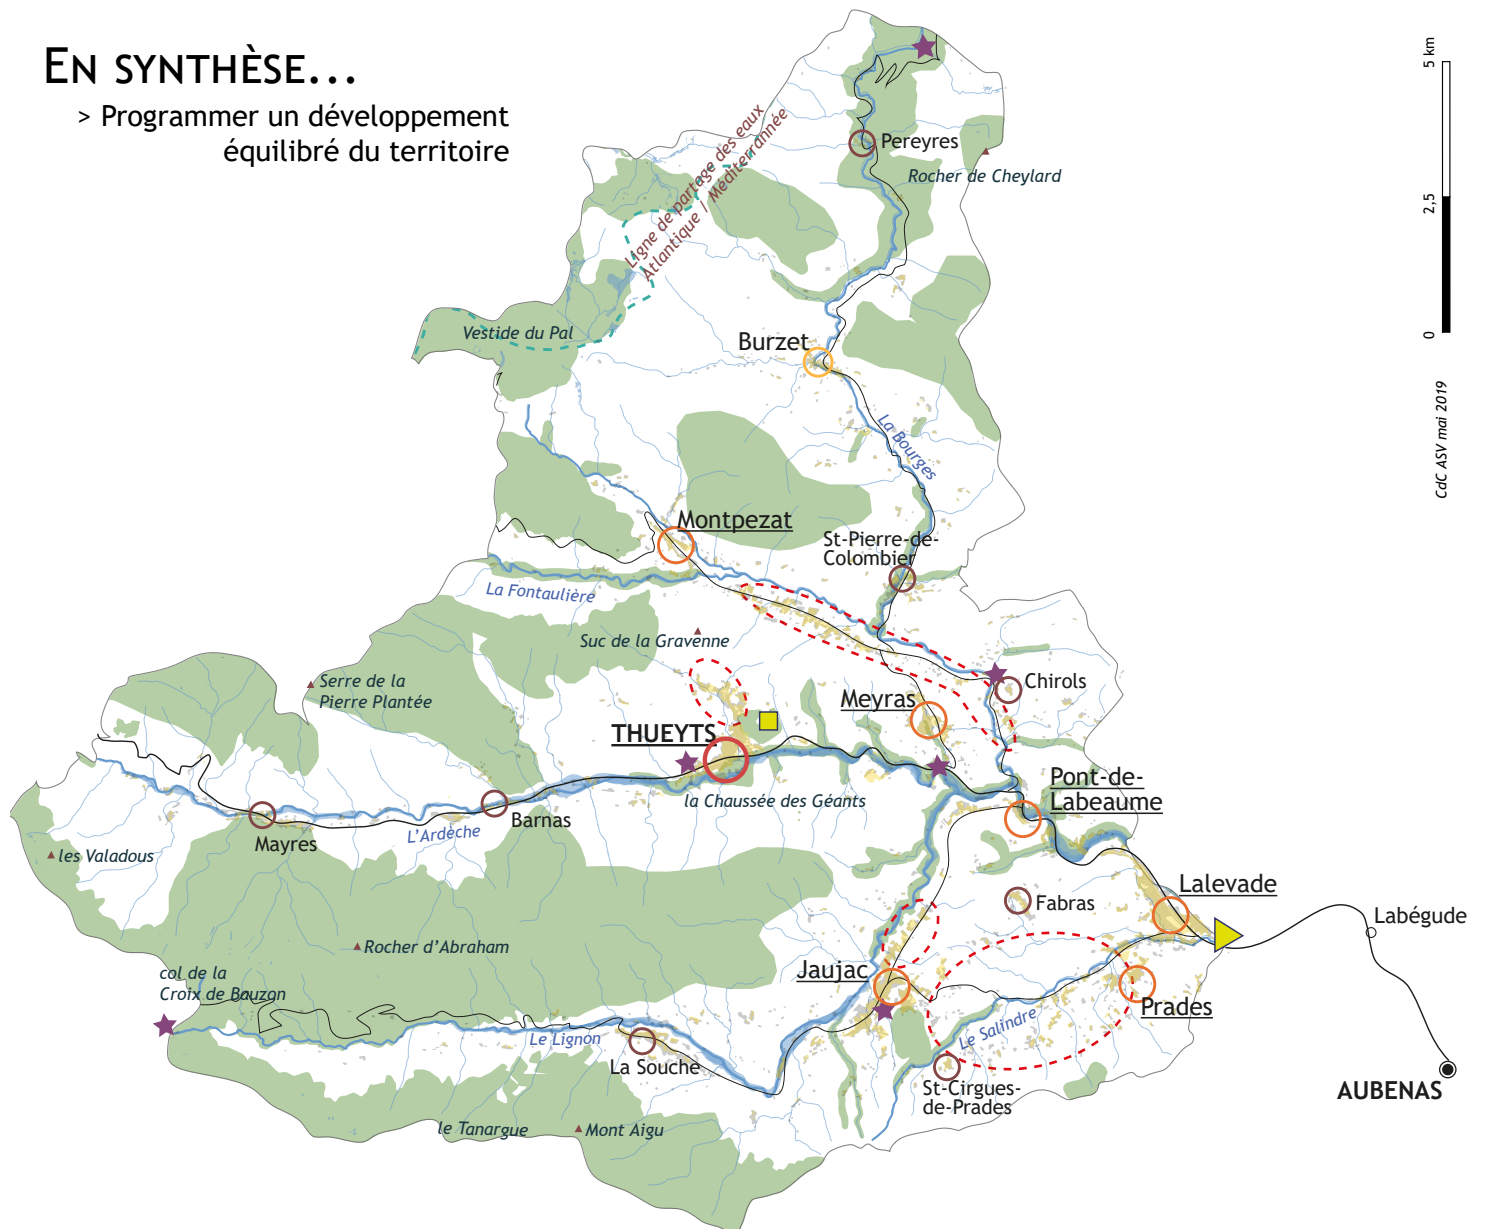 EN SYNTHÈSE...
> Programmer un développement
équilibré du territoire
5 km
2,5
0
CdC ASV mai 2019
Pereyres
Rocher de Cheylard
Ligne de partage des eaux
Atlantique / Méditerrannée
Vestide du Pal
Burzet
La Bourges
Montpezat
St-Pierre-de-
Colombier
La Fontaulière
Suc de la Gravenne
Serre de la
Pierre Plantée
Chirols
Meyras
THUEYTS
Pont-de-
Labeaume
la Chaussée des Géants
Barnas
L'Ardèche
Mayres
les Valadous
Lalevade
Fabras
Labégude
Rocher d'Abraham
col de la
Croix de Bauzon
Jaujac
Prades
Le Salindre
Le Lignon
La Souche
St-Cirgues-
de-Prades
AUBENAS
le Tanargue
Mont Aigu